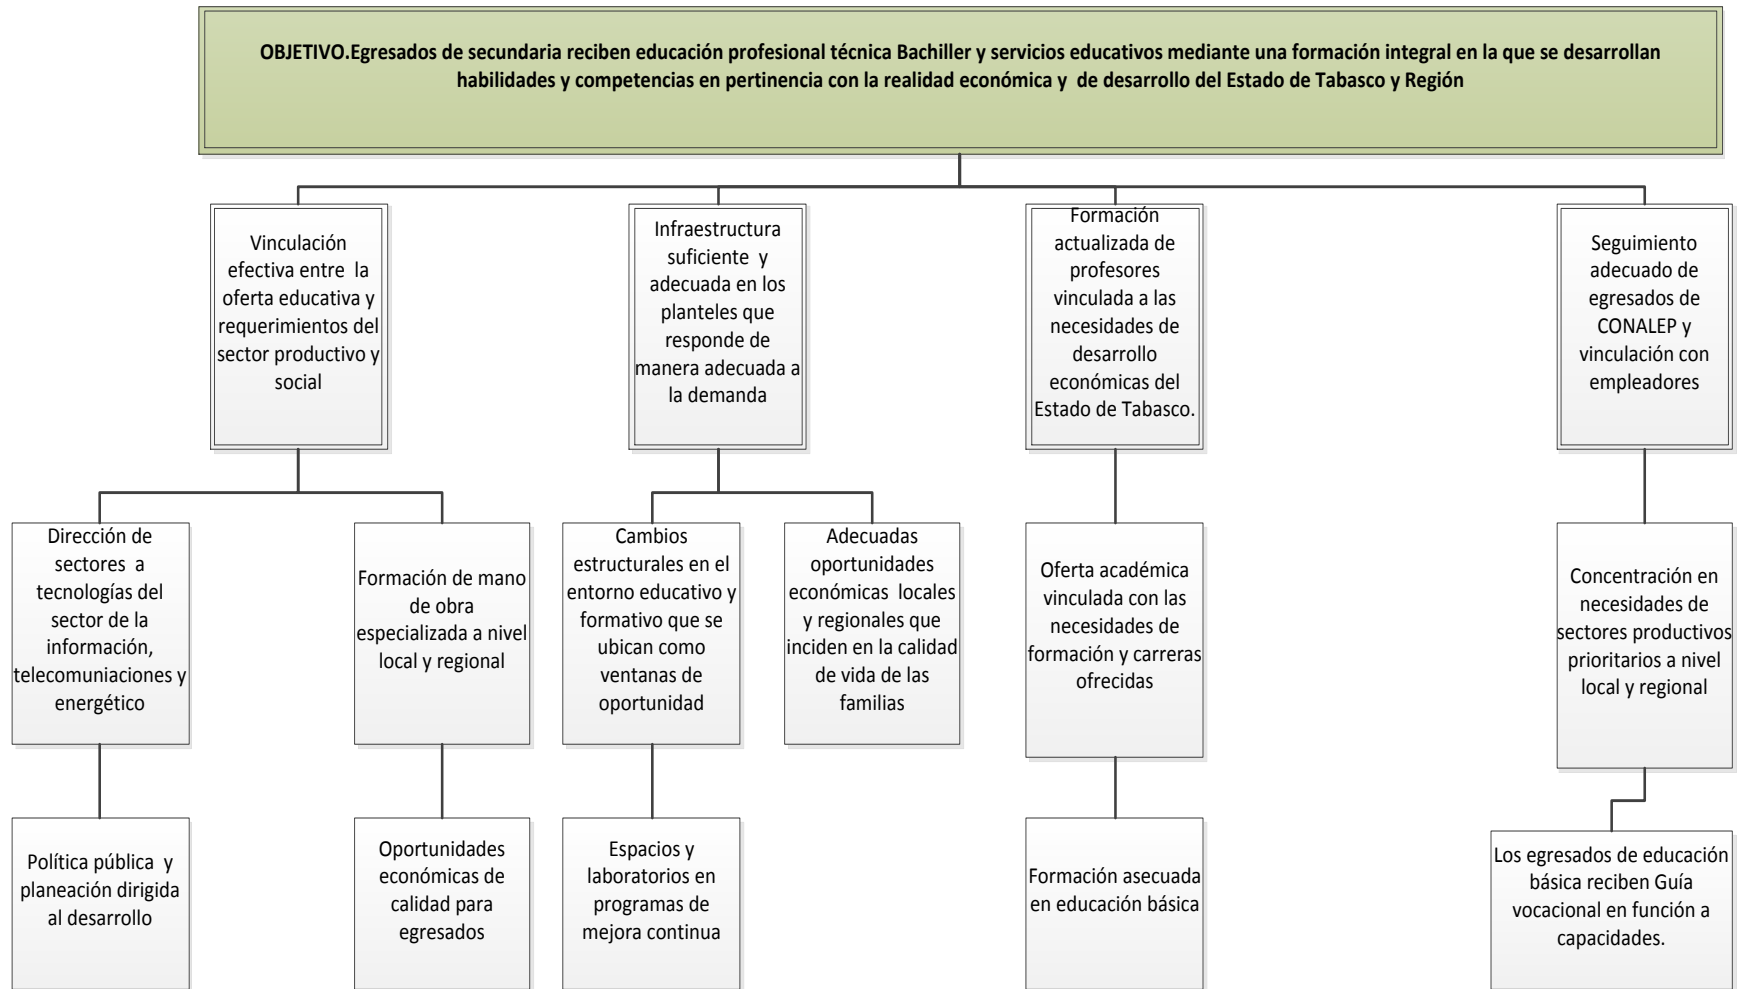 OBJETIVO.Egresados de secundaria reciben educación profesional técnica Bachiller y servicios educativos mediante una formación integral en la que se desarrollan
habilidades y competencias en pertinencia con la realidad económica y de desarrollo del Estado de Tabasco y Región
Vinculación
efectiva entre la
oferta educativa y
requerimientos del
sector productivo y
social
Infraestructura
suficiente y
adecuada en los
planteles que
responde de
manera adecuada a
la demanda
Formación
actualizada de
profesores
vinculada a las
necesidades de
desarrollo
económicas del
Estado de Tabasco.
Seguimiento
adecuado de
egresados de
CONALEP y
vinculación con
empleadores
Dirección de
sectores a
tecnologías del
sector de la
información,
telecomuniaciones y
energético
Formación de mano
de obra
especializada a nivel
local y regional
Cambios
estructurales en el
entorno educativo y
formativo que se
ubican como
ventanas de
oportunidad
Adecuadas
oportunidades
económicas locales
y regionales que
inciden en la calidad
de vida de las
familias
Oferta académica
vinculada con las
necesidades de
formación y carreras
ofrecidas
Concentración en
necesidades de
sectores productivos
prioritarios a nivel
local y regional
Política pública y
planeación dirigida
al desarrollo
Oportunidades
económicas de
calidad para
egresados
Espacios y
laboratorios en
programas de
mejora continua
Formación asecuada
en educación básica
Los egresados de educación
básica reciben Guía
vocacional en función a
capacidades.